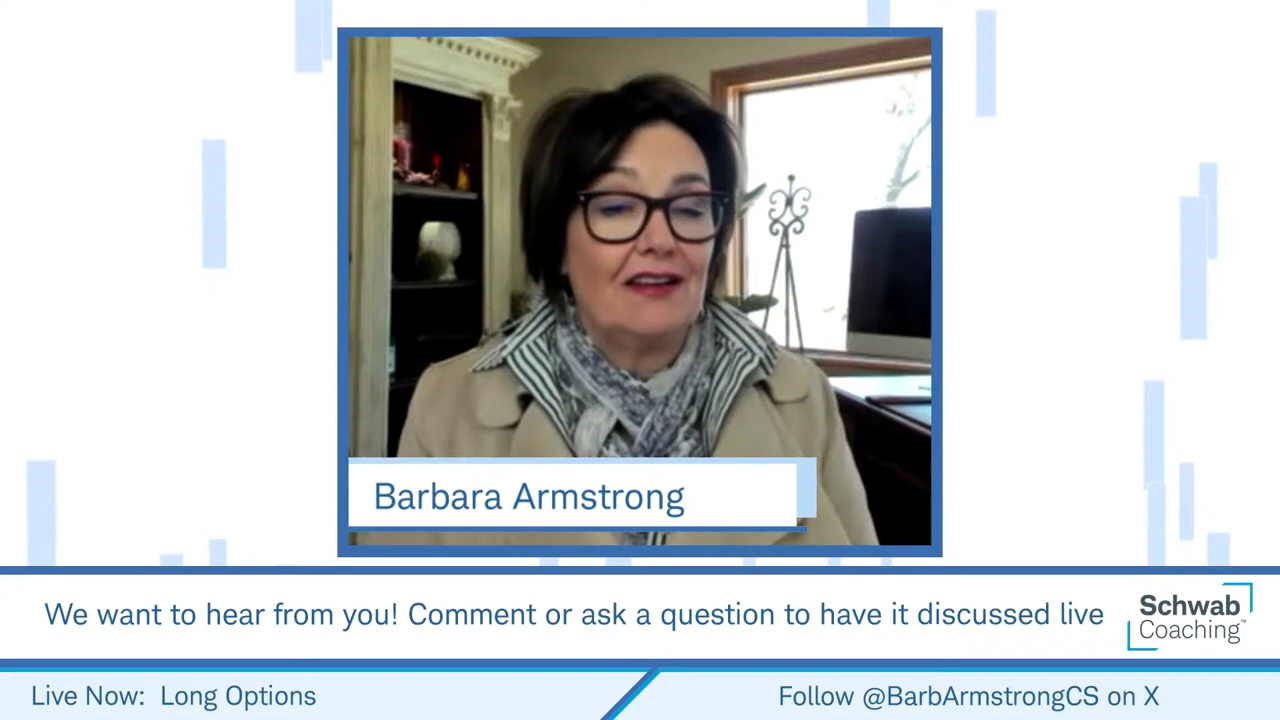 Barbara Armstrong
We want to hear from you! Comment or ask a question to have it discussed live
Schwab
Coaching™
Live Now: Long Options
Follow @BarbArmstrongCS on X